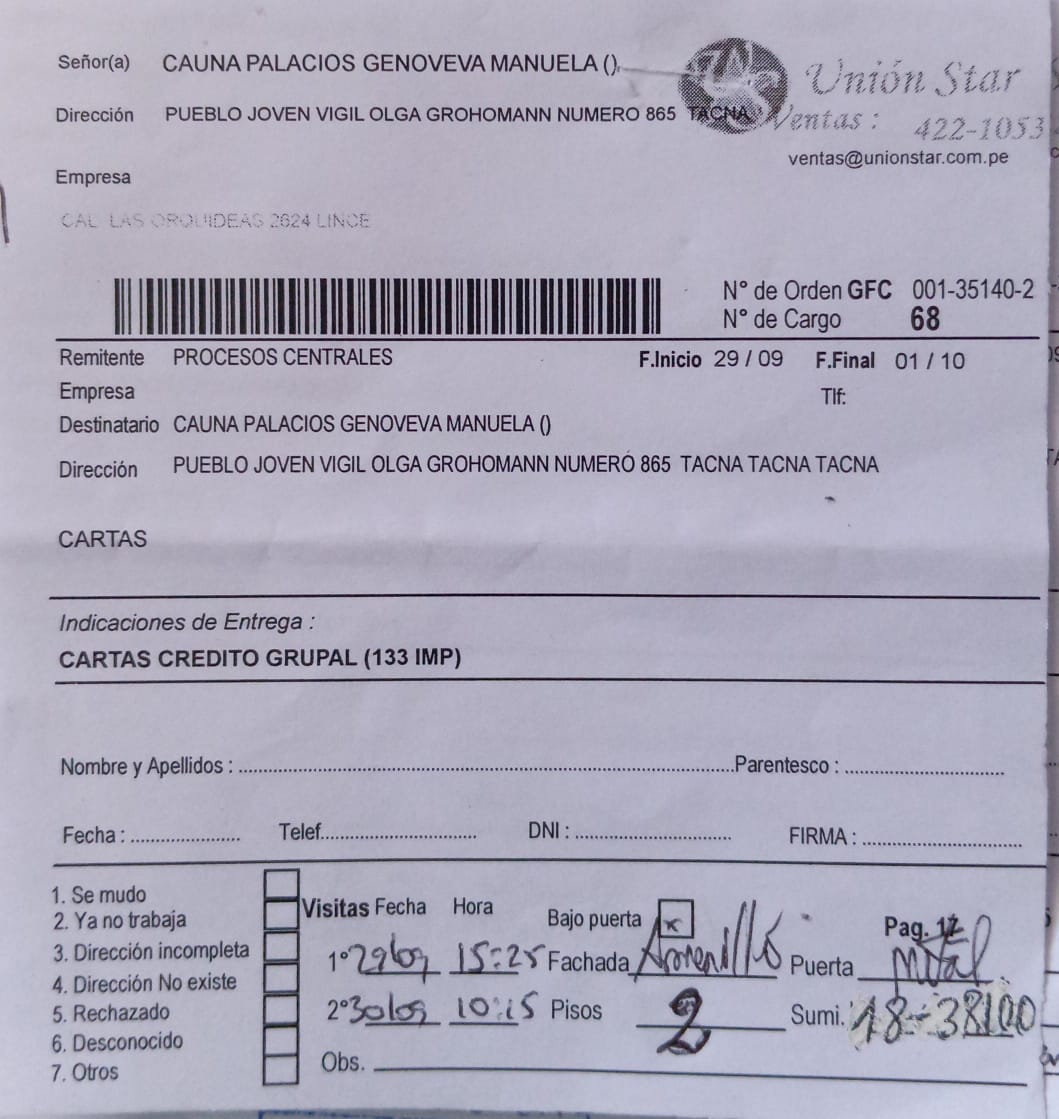 Señor(a) CAUNA PALACIOS GENOVEVA MANUELA ()
Unión Star
Dirección PUEBLO JOVEN VIGIL OLGA GROHOMANN NUMERO 865 TACNA
Ventas : 422-1053
ventas@unionstar.com.pe
Empresa
CAL LAS ORQUIDEAS 2624 LINCE
N° de Orden GFC 001-35140-2
N° de Cargo 68
Remitente PROCESOS CENTRALES F.Inicio 29 / 09 F.Final 01 / 10
Empresa Tlf:
Destinatario CAUNA PALACIOS GENOVEVA MANUELA ()
Dirección PUEBLO JOVEN VIGIL OLGA GROHOMANN NUMERO 865 TACNA TACNA TACNA
CARTAS
Indicaciones de Entrega :
CARTAS CREDITO GRUPAL (133 IMP)
Nombre y Apellidos : Parentesco :
Fecha : Telef. DNI : FIRMA :
1. Se mudo
2. Ya no trabaja
3. Dirección incompleta
4. Dirección No existe
5. Rechazado
6. Desconocido
7. Otros
Visitas Fecha Hora Bajo puerta x Pag. 12
1° 29/09 15:25 Fachada Amarillo Puerta Metal
2° 30/09 10:15 Pisos 2 Sumi. 18-38100
Obs.